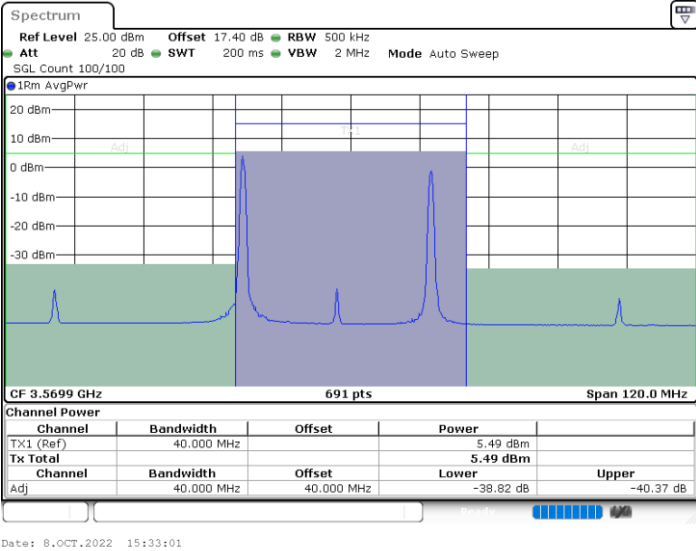 Spectrum
Ref Level 25.00 dBm Offset 17.40 dB RBW 500 kHz
Att 20 dB SWT 200 ms VBW 2 MHz Mode Auto Sweep
SGL Count 100/100
1Rm AvgPwr
20 dBm
Tx1
10 dBm
Adj Adj
0 dBm
-10 dBm
-20 dBm
-30 dBm
CF 3.5699 GHz 691 pts Span 120.0 MHz
Channel Power
Channel Bandwidth Offset Power
TX1 (Ref) 40.000 MHz 5.49 dBm
Tx Total 5.49 dBm
Channel Bandwidth Offset Lower Upper
Adj 40.000 MHz 40.000 MHz -38.82 dB -40.37 dB
Ready
Date: 8.OCT.2022 15:33:01